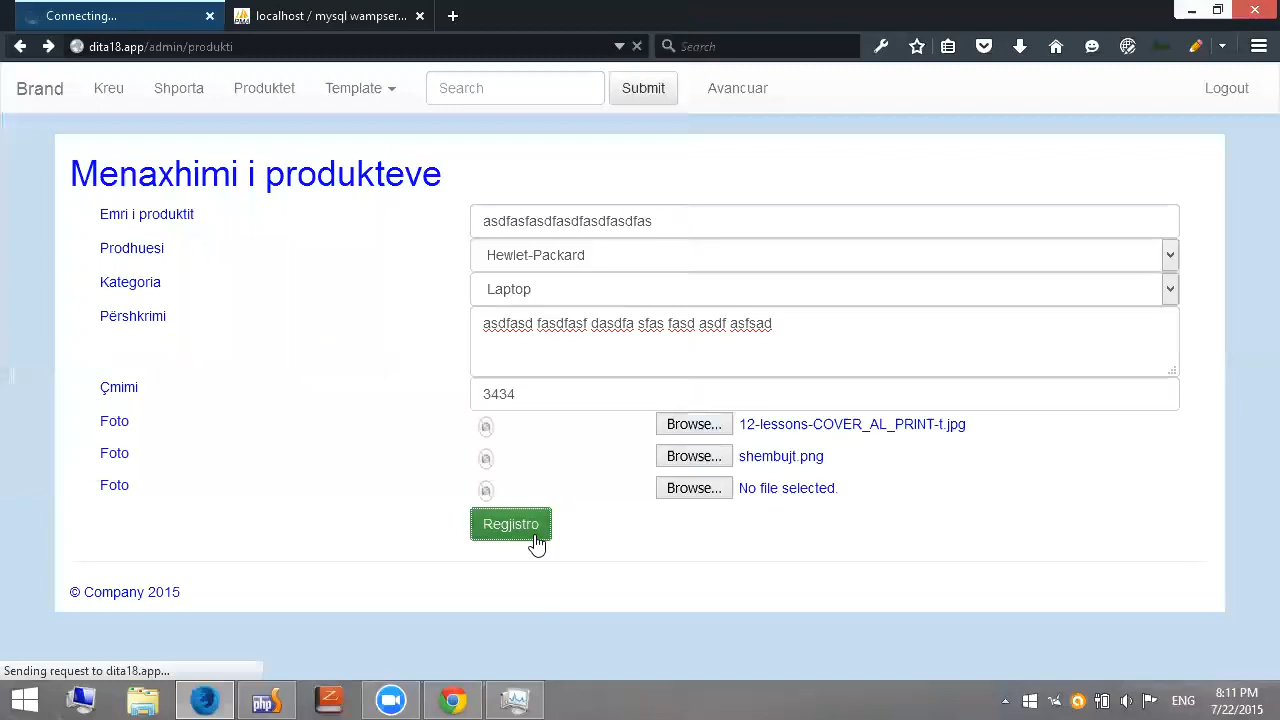 Connecting...
localhost / mysql wampser...
dita18.app/admin/produkti
Search
Brand
Kreu
Shporta
Produktet
Template
Search
Submit
Avancuar
Logout
Menaxhimi i produkteve
Emri i produktit
asdfasfasdfasdfasdfasdfas
Prodhuesi
Hewlet-Packard
Kategoria
Laptop
Përshkrimi
asdfasd fasdfasf dasdfa sfas fasd asdf asfsad
Çmimi
3434
Foto
Browse...
12-lessons-COVER_AL_PRINT-t.jpg
Foto
Browse...
shembujt.png
Foto
Browse...
No file selected.
Regjistro
© Company 2015
Sending request to dita18.app...
php
ENG
8:11 PM
7/22/2015